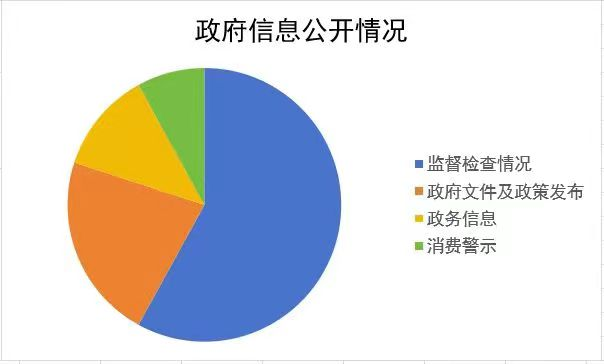 政府信息公开情况
监督检查情况
政府文件及政策发布
政务信息
消费警示